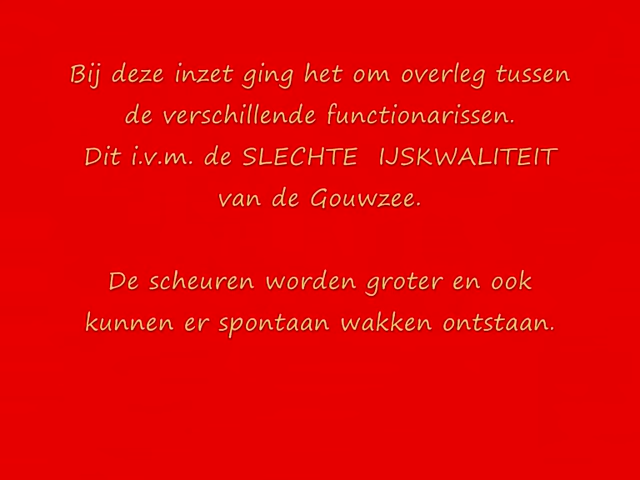 Bij deze inzet ging het om overleg tussen
de verschillende functionarissen.
Dit i.v.m. de SLECHTE IJSKWALITEIT
van de Gouwzee.
De scheuren worden groter en ook
kunnen er spontaan wakken ontstaan.